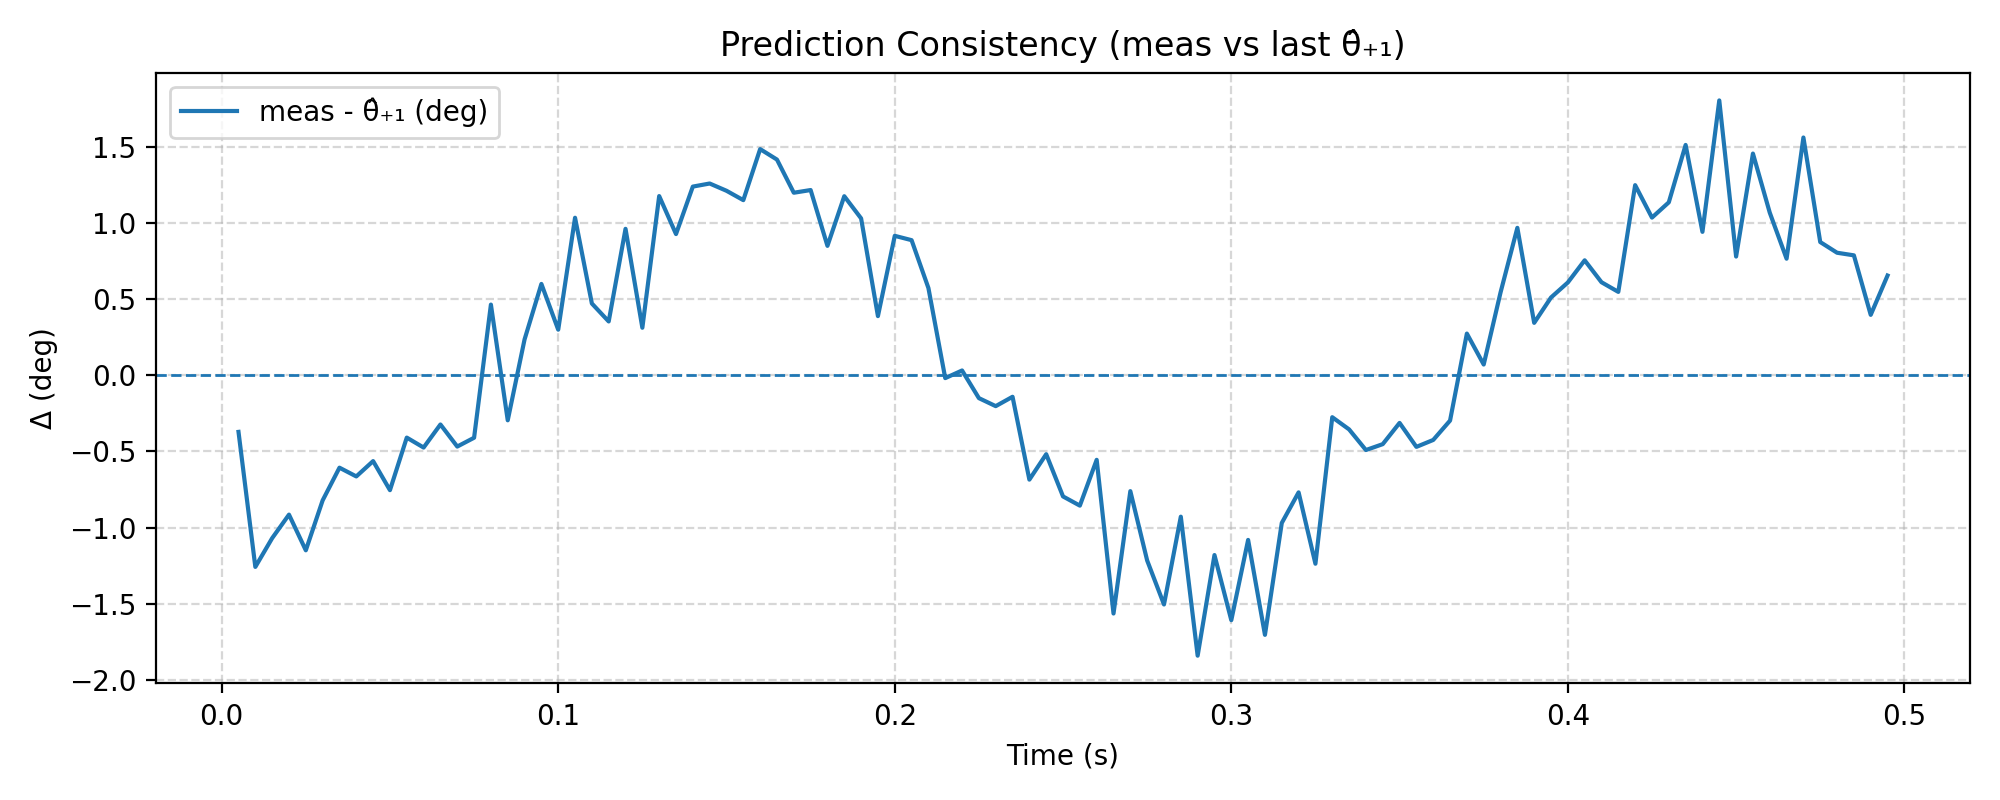 Prediction Consistency (meas vs last θ̂₊₁)
meas - θ̂₊₁ (deg)
Δ (deg)
1.5
1.0
0.5
0.0
−0.5
−1.0
−1.5
−2.0
0.0 0.1 0.2 0.3 0.4 0.5
Time (s)